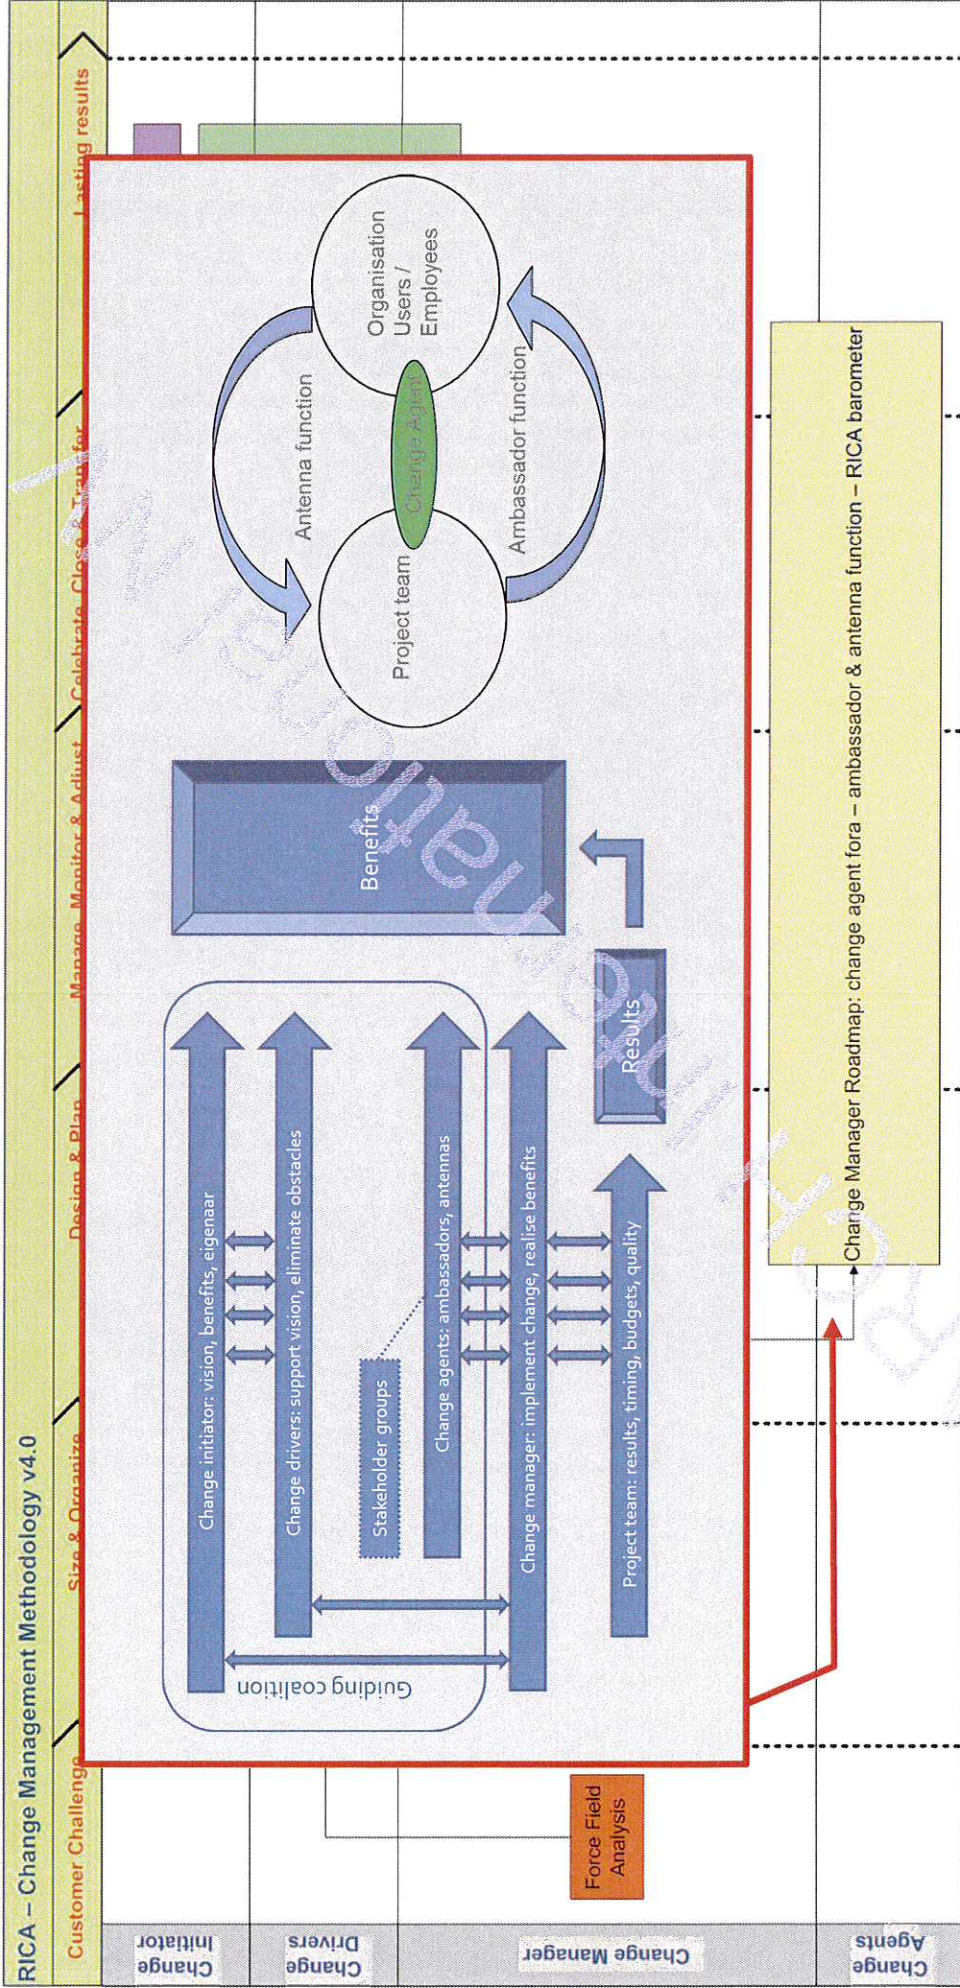 RICA – Change Management Methodology v4.0
Customer Challenge
Size & Organize
Design & Plan
Manage, Monitor & Adjust
Celebrate, Close & Transfer
Lasting results
Change
Initiator
Change
Drivers
Change Manager
Change
Agents
Guiding coalition
Change initiator: vision, benefits, eigenaar
Change drivers: support vision, eliminate obstacles
Stakeholder groups
Change agents: ambassadors, antennas
Change manager: implement change, realise benefits
Project team: results, timing, budgets, quality
Results
Benefits
Antenna function
Project team
Change Agent
Organisation
Users /
Employees
Ambassador function
Force Field
Analysis
Change Manager Roadmap: change agent fora – ambassador & antenna function – RICA barometer